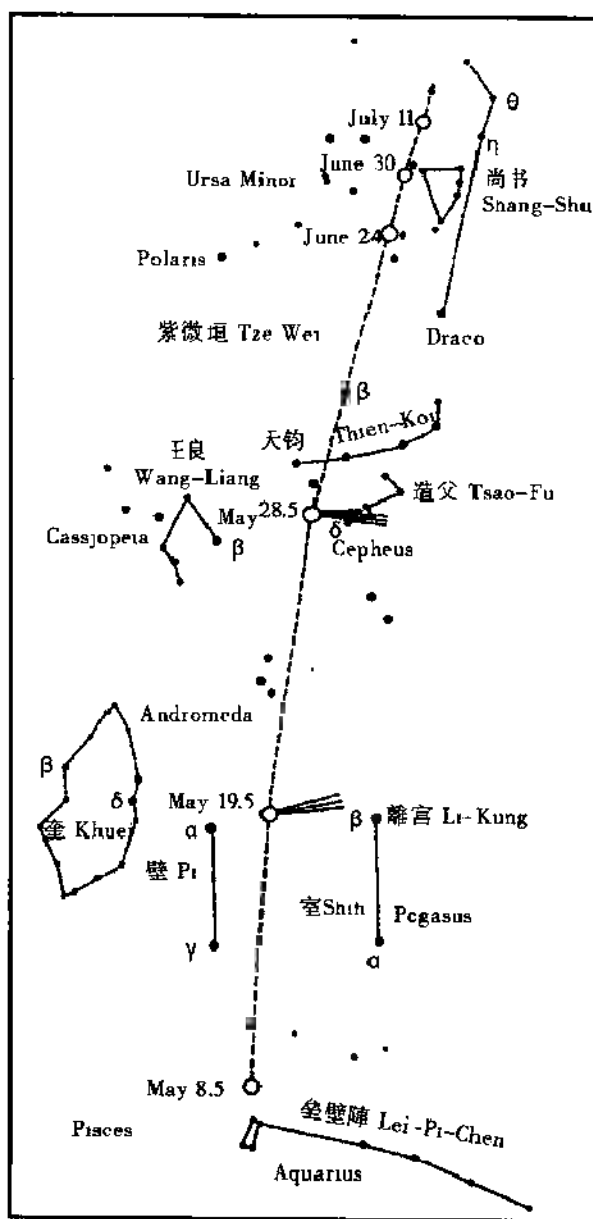 θ
July 11
η
June 30
尚书
Ursa Minor
Shang-Shu
June 24
Polaris
紫微垣 Tze Wei
Draco
β
天钩
Thien-Kou
王良
Wang-Liang
造父 Tsao-Fu
May 28.5
δ
Cassjopeia
β
Cepheus
Andromeda
β
May 19.5
δ
奎 Khuei
α
β
離宫 Li-Kung
壁 Pi
室Shih
Pegasus
γ
α
May 8.5
壘壁陣 Lei-Pi-Chen
Pisces
Aquarius